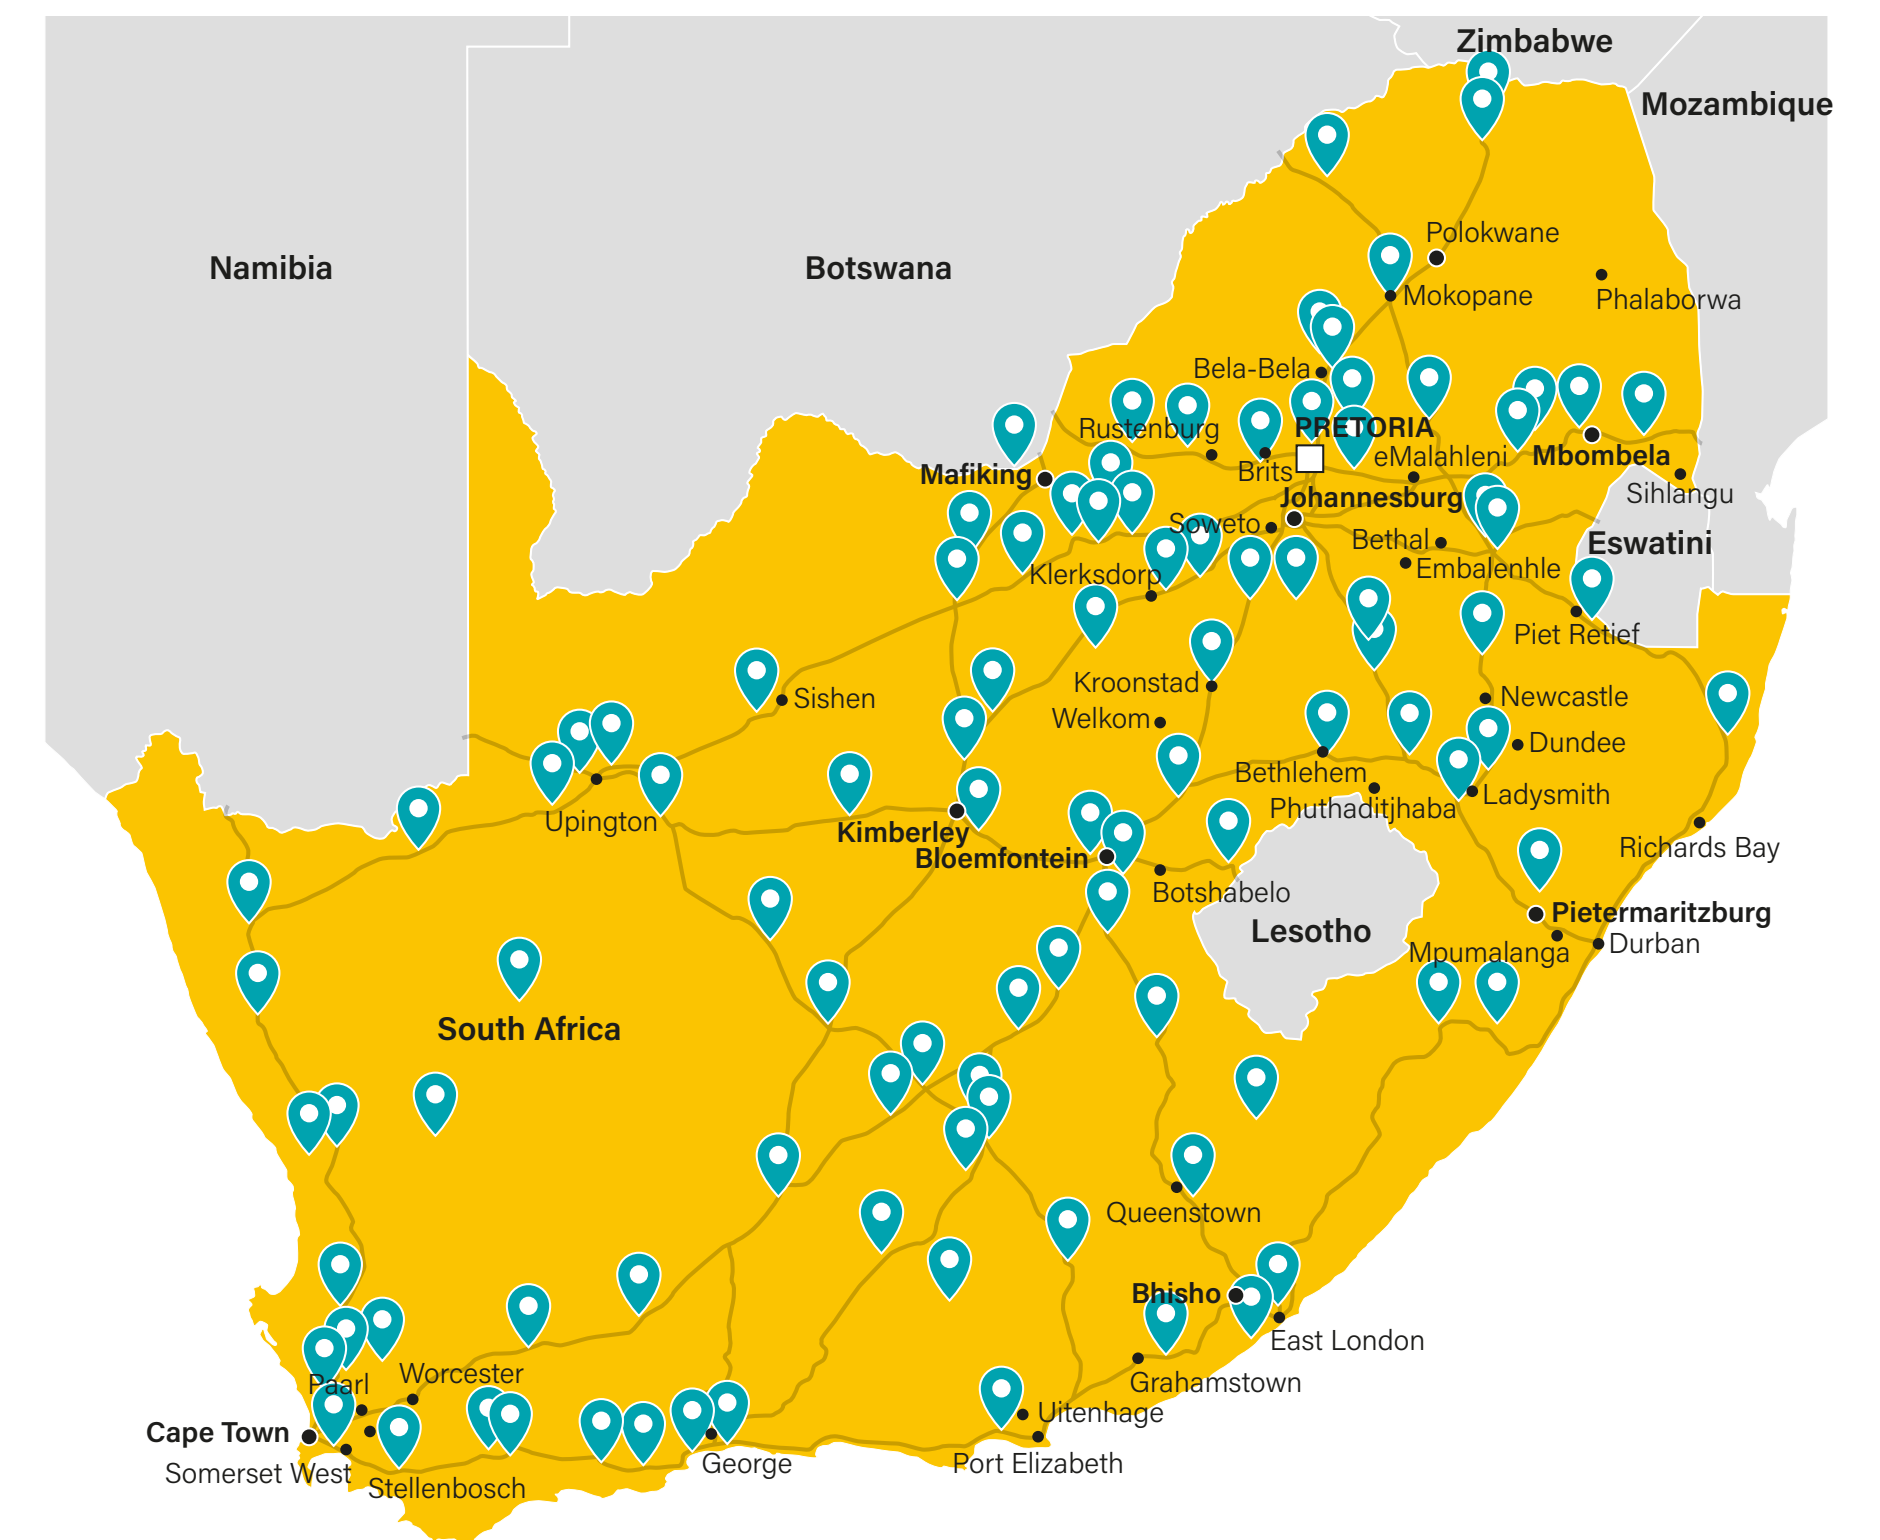 Zimbabwe
Mozambique
Namibia
Botswana
Polokwane
Mokopane
Phalaborwa
Bela-Bela
Rustenburg
PRETORIA
Brits
eMalahleni
Mbombela
Mafiking
Sihlangu
Johannesburg
Soweto
Bethal
Eswatini
Embalenhle
Klerksdorp
Piet Retief
Kroonstad
Sishen
Newcastle
Welkom
Dundee
Bethlehem
Phuthaditjhaba
Ladysmith
Upington
Kimberley
Bloemfontein
Richards Bay
Botshabelo
Pietermaritzburg
Lesotho
Durban
Mpumalanga
South Africa
Queenstown
Bhisho
East London
Worcester
Paarl
Grahamstown
Uitenhage
Cape Town
Somerset West
George
Port Elizabeth
Stellenbosch